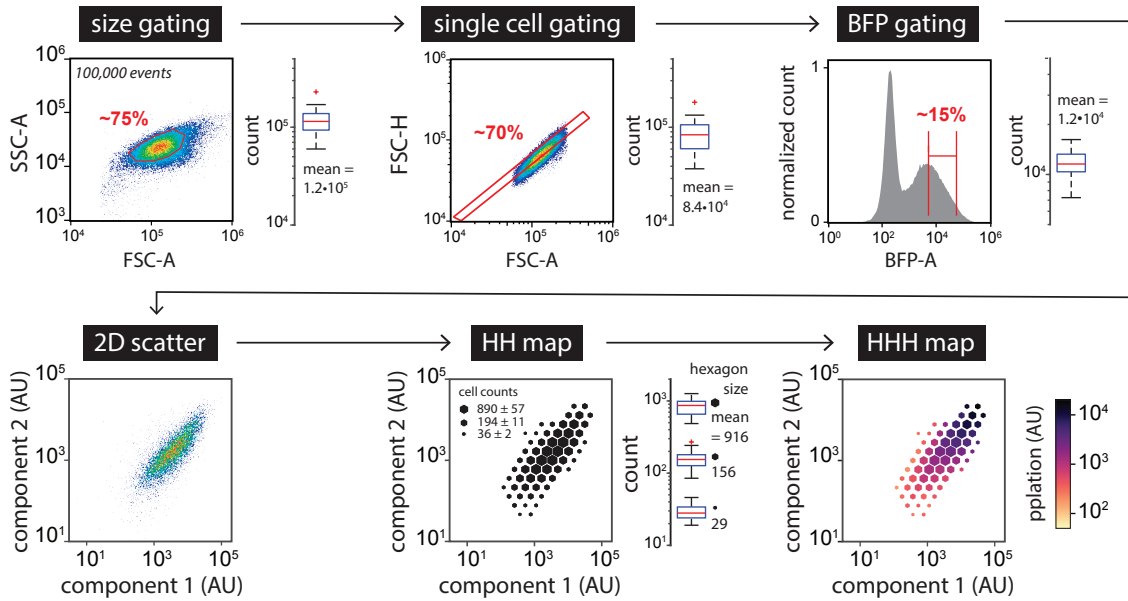 size gating
single cell gating
BFP gating
SSC-A
10⁶
10⁵
10⁴
10³
100,000 events
~75%
10⁴
10⁵
10⁶
FSC-A
count
10⁵
10⁴
mean =
1.2•10⁵
FSC-H
10⁶
10⁵
10⁴
~70%
10⁴
10⁵
10⁶
FSC-A
count
10⁵
10⁴
mean =
8.4•10⁴
normalized count
1
0
~15%
10⁰
10²
10⁴
10⁶
BFP-A
mean =
1.2•10⁴
count
10⁴
2D scatter
HH map
HHH map
component 2 (AU)
10⁵
10³
10¹
10¹
10³
10⁵
component 1 (AU)
component 2 (AU)
10⁵
10³
10¹
cell counts
890 ± 57
194 ± 11
36 ± 2
10¹
10³
10⁵
component 1 (AU)
hexagon
size
count
10³
10²
10¹
mean
= 916
156
29
component 2 (AU)
10⁵
10³
10¹
10¹
10³
10⁵
component 1 (AU)
pplation (AU)
10⁴
10³
10²